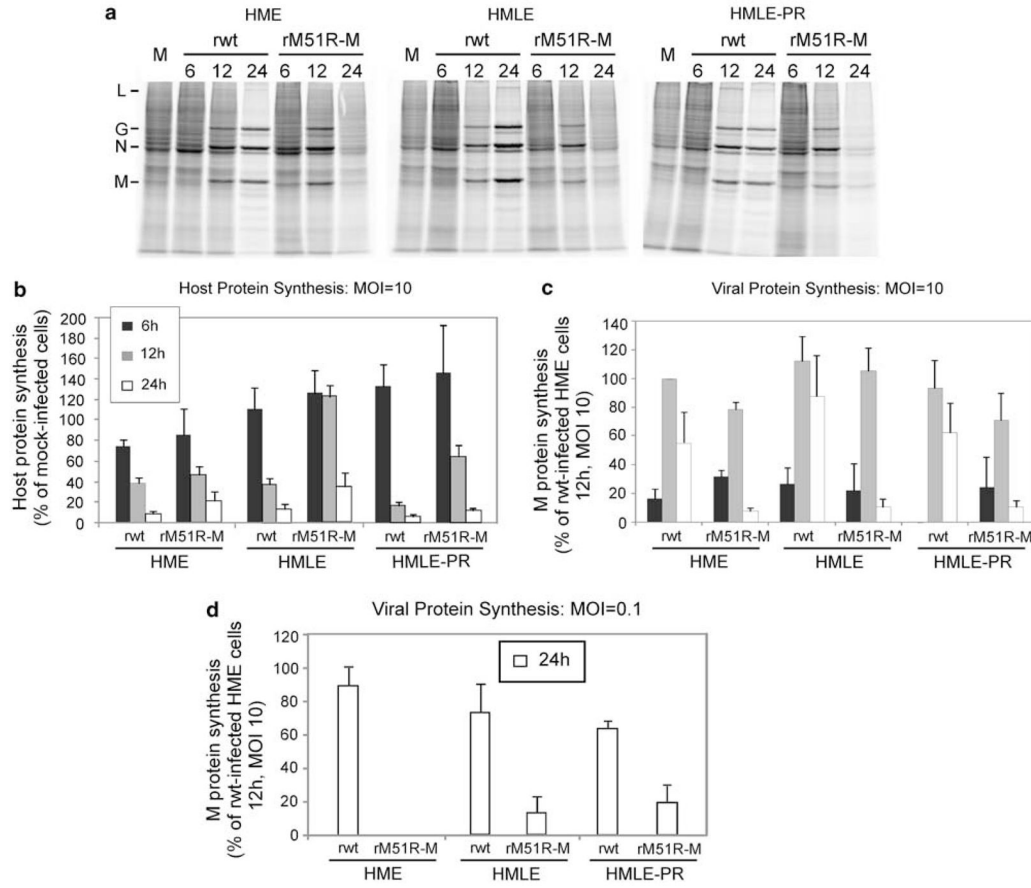 a
HME HMLE HMLE-PR
M rwt rM51R-M rwt rM51R-M M rwt rM51R-M
6 12 24 6 12 24 6 12 24 6 12 24 6 12 24 6 12 24
L
G
N
M
b
Host Protein Synthesis: MOI=10
Host protein synthesis
(% of mock-infected cells)
200
180
160
140
120
100
80
60
40
20
0
6h
12h
24h
rwt rM51R-M rwt rM51R-M rwt rM51R-M
HME HMLE HMLE-PR
c
Viral Protein Synthesis: MOI=10
M protein synthesis
(% of rwt-infected HME cells
12h, MOI 10)
140
120
100
80
60
40
20
0
rwt rM51R-M rwt rM51R-M rwt rM51R-M
HME HMLE HMLE-PR
d
Viral Protein Synthesis: MOI=0.1
M protein synthesis
(% of rwt-infected HME cells
12h, MOI 10)
120
100
80
60
40
20
0
24h
rwt rM51R-M rwt rM51R-M rwt rM51R-M
HME HMLE HMLE-PR